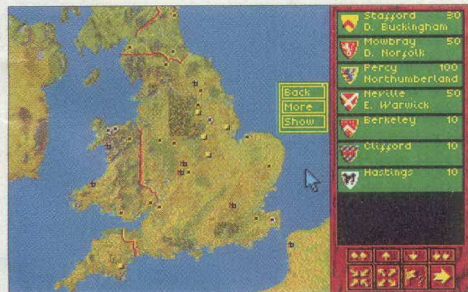 Back
More
Show
Stafford 30
D. Buckingham
Mowbray 50
D. Norfolk
Percy 100
Northumberland
Neville 50
E. Warwick
Berkeley 10
Clifford 10
Hastings 10